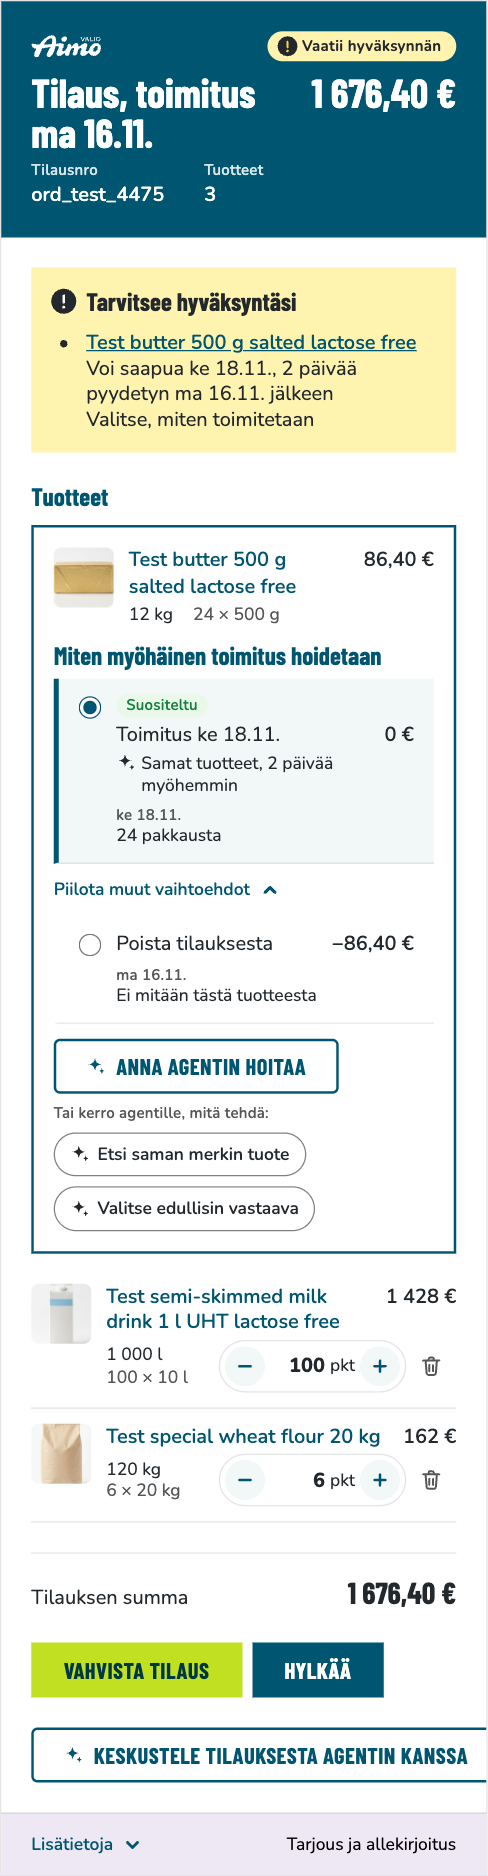 VALIO
Aimo
Vaatii hyväksynnän
Tilaus, toimitus
ma 16.11.
1 676,40 €
Tilausnro
ord_test_4475
Tuotteet
3
Tarvitsee hyväksyntäsi
Test butter 500 g salted lactose free
Voi saapua ke 18.11., 2 päivää
pyydetyn ma 16.11. jälkeen
Valitse, miten toimitetaan
Tuotteet
Test butter 500 g
salted lactose free
86,40 €
12 kg 24 × 500 g
Miten myöhäinen toimitus hoidetaan
Suositeltu
Toimitus ke 18.11. 0 €
Samat tuotteet, 2 päivää
myöhemmin
ke 18.11.
24 pakkausta
Piilota muut vaihtoehdot
Poista tilauksesta −86,40 €
ma 16.11.
Ei mitään tästä tuotteesta
ANNA AGENTIN HOITAA
Tai kerro agentille, mitä tehdä:
Etsi saman merkin tuote
Valitse edullisin vastaava
Test semi-skimmed milk
drink 1 l UHT lactose free
1 428 €
1 000 l
100 × 10 l
− 100 pkt +
Test special wheat flour 20 kg 162 €
120 kg
6 × 20 kg
− 6 pkt +
Tilauksen summa 1 676,40 €
VAHVISTA TILAUS HYLKÄÄ
KESKUSTELE TILAUKSESTA AGENTIN KANSSA
Lisätietoja Tarjous ja allekirjoitus